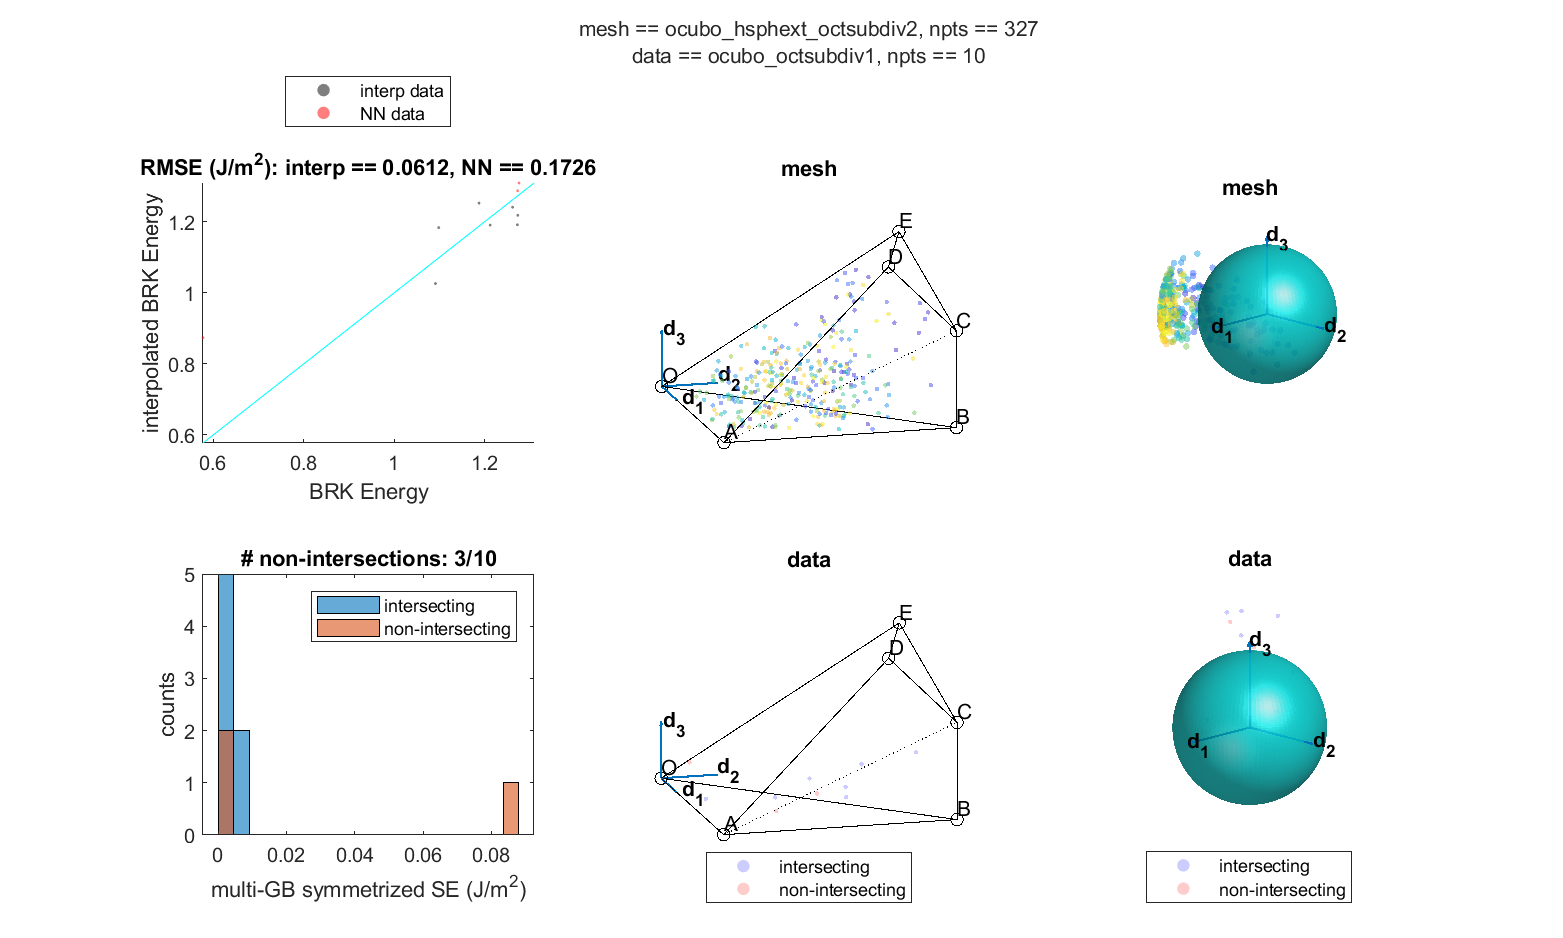 mesh == ocubo_hsphext_octsubdiv2, npts == 327
data == ocubo_octsubdiv1, npts == 10
interp data
NN data
RMSE (J/m2): interp == 0.0612, NN == 0.1726
interpolated BRK Energy
1.2
1
0.8
0.6
0.6
0.8
1
1.2
BRK Energy
mesh
E
D
C
d3
O
d2
d1
B
A
mesh
d3
d1
d2
# non-intersections: 3/10
intersecting
non-intersecting
counts
5
4
3
2
1
0
0
0.02
0.04
0.06
0.08
multi-GB symmetrized SE (J/m2)
data
E
D
C
d3
O
d2
d1
B
A
intersecting
non-intersecting
data
d3
d1
d2
intersecting
non-intersecting